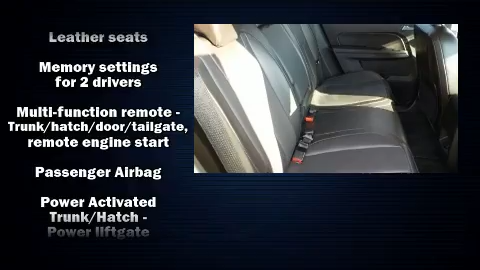 Leather seats
Memory settings
for 2 drivers
Multi-function remote -
Trunk/hatch/door/tailgate,
remote engine start
Passenger Airbag
Power Activated
Trunk/Hatch -
Power liftgate